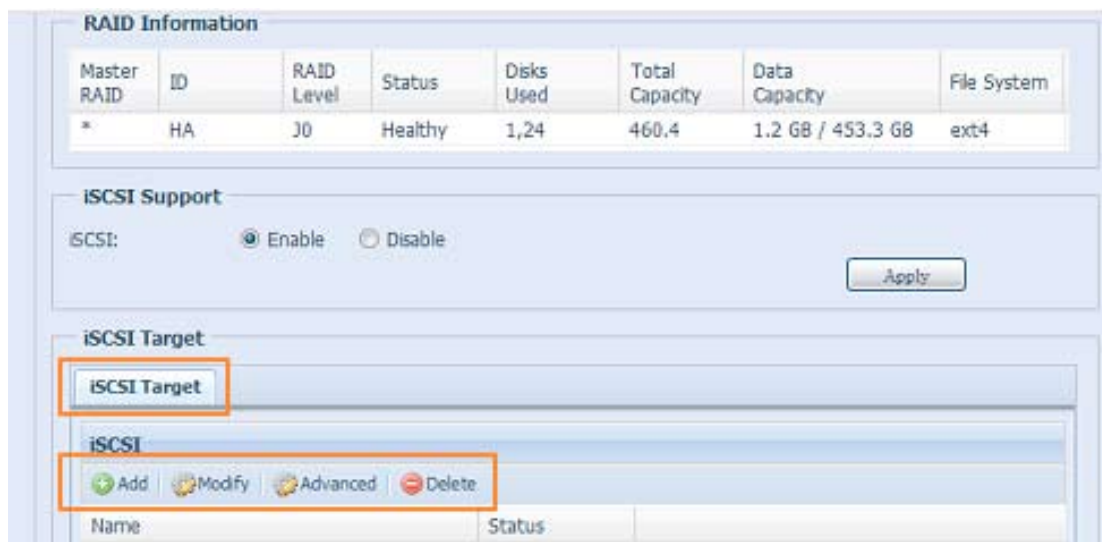 RAID Information
Master RAID ID RAID Level Status Disks Used Total Capacity Data Capacity File System
* HA J0 Healthy 1,24 460.4 1.2 GB / 453.3 GB ext4
iSCSI Support
iSCSI: Enable Disable
Apply
iSCSI Target
iSCSI Target
iSCSI
Add Modify Advanced Delete
Name Status